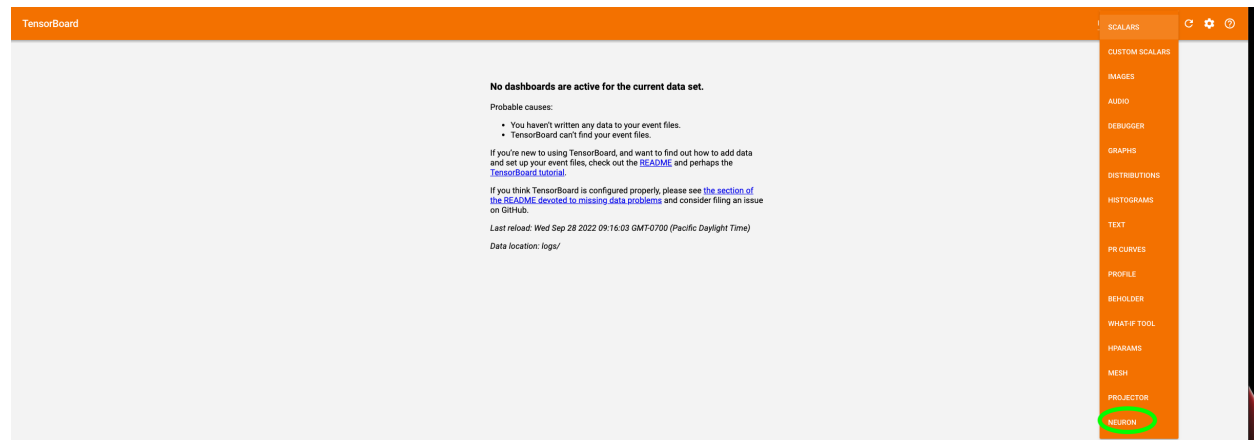 TensorBoard
SCALARS
CUSTOM SCALARS
IMAGES
AUDIO
DEBUGGER
GRAPHS
DISTRIBUTIONS
HISTOGRAMS
TEXT
PR CURVES
PROFILE
BEHOLDER
WHAT-IF TOOL
HPARAMS
MESH
PROJECTOR
NEURON
No dashboards are active for the current data set.
Probable causes:
• You haven't written any data to your event files.
• TensorBoard can't find your event files.
If you're new to using TensorBoard, and want to find out how to add data
and set up your event files, check out the README and perhaps the
TensorBoard tutorial.
If you think TensorBoard is configured properly, please see the section of
the README devoted to missing data problems and consider filing an issue
on GitHub.
Last reload: Wed Sep 28 2022 09:16:03 GMT-0700 (Pacific Daylight Time)
Data location: logs/